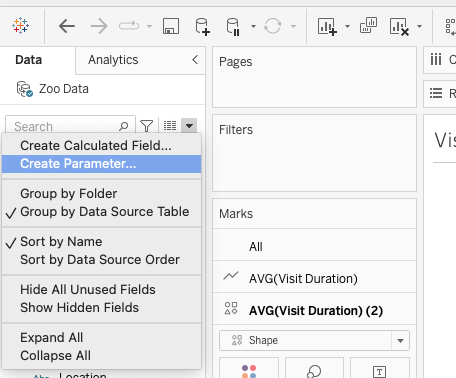 Data
Analytics
Zoo Data
Search
Create Calculated Field...
Create Parameter...
Group by Folder
Group by Data Source Table
Sort by Name
Sort by Data Source Order
Hide All Unused Fields
Show Hidden Fields
Expand All
Collapse All
Abc Location
Pages
Filters
Marks
All
AVG(Visit Duration)
AVG(Visit Duration) (2)
Shape
T
C
R
Vis